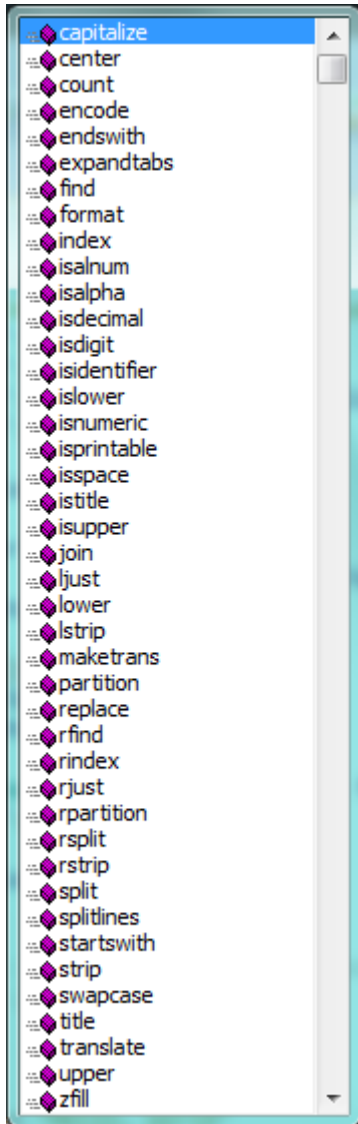 capitalize
center
count
encode
endswith
expandtabs
find
format
index
isalnum
isalpha
isdecimal
isdigit
isidentifier
islower
isnumeric
isprintable
isspace
istitle
isupper
join
ljust
lower
lstrip
maketrans
partition
replace
rfind
rindex
rjust
rpartition
rsplit
rstrip
split
splitlines
startswith
strip
swapcase
title
translate
upper
zfill